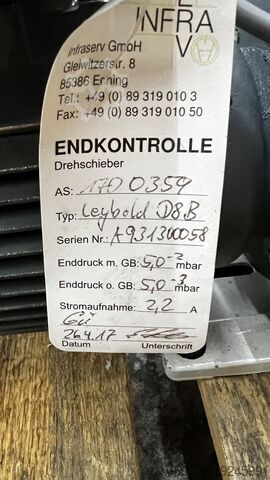 INFRA
V
Infraserv GmbH
Gleiwitzerstr. 8
85386 Eching
Tel.: +49 (0) 89 319 010 3
Fax: +49 (0) 89 319 010 50
ENDKONTROLLE
Drehschieber
AS: 170 0359
Typ: Leybold D8B
Serien Nr.: A931300058
Enddruck m. GB: 5,0 -2 mbar
Enddruck o. GB: 5,0 -3 mbar
Stromaufnahme: 2,2 A
26.4.17
Datum Unterschrift